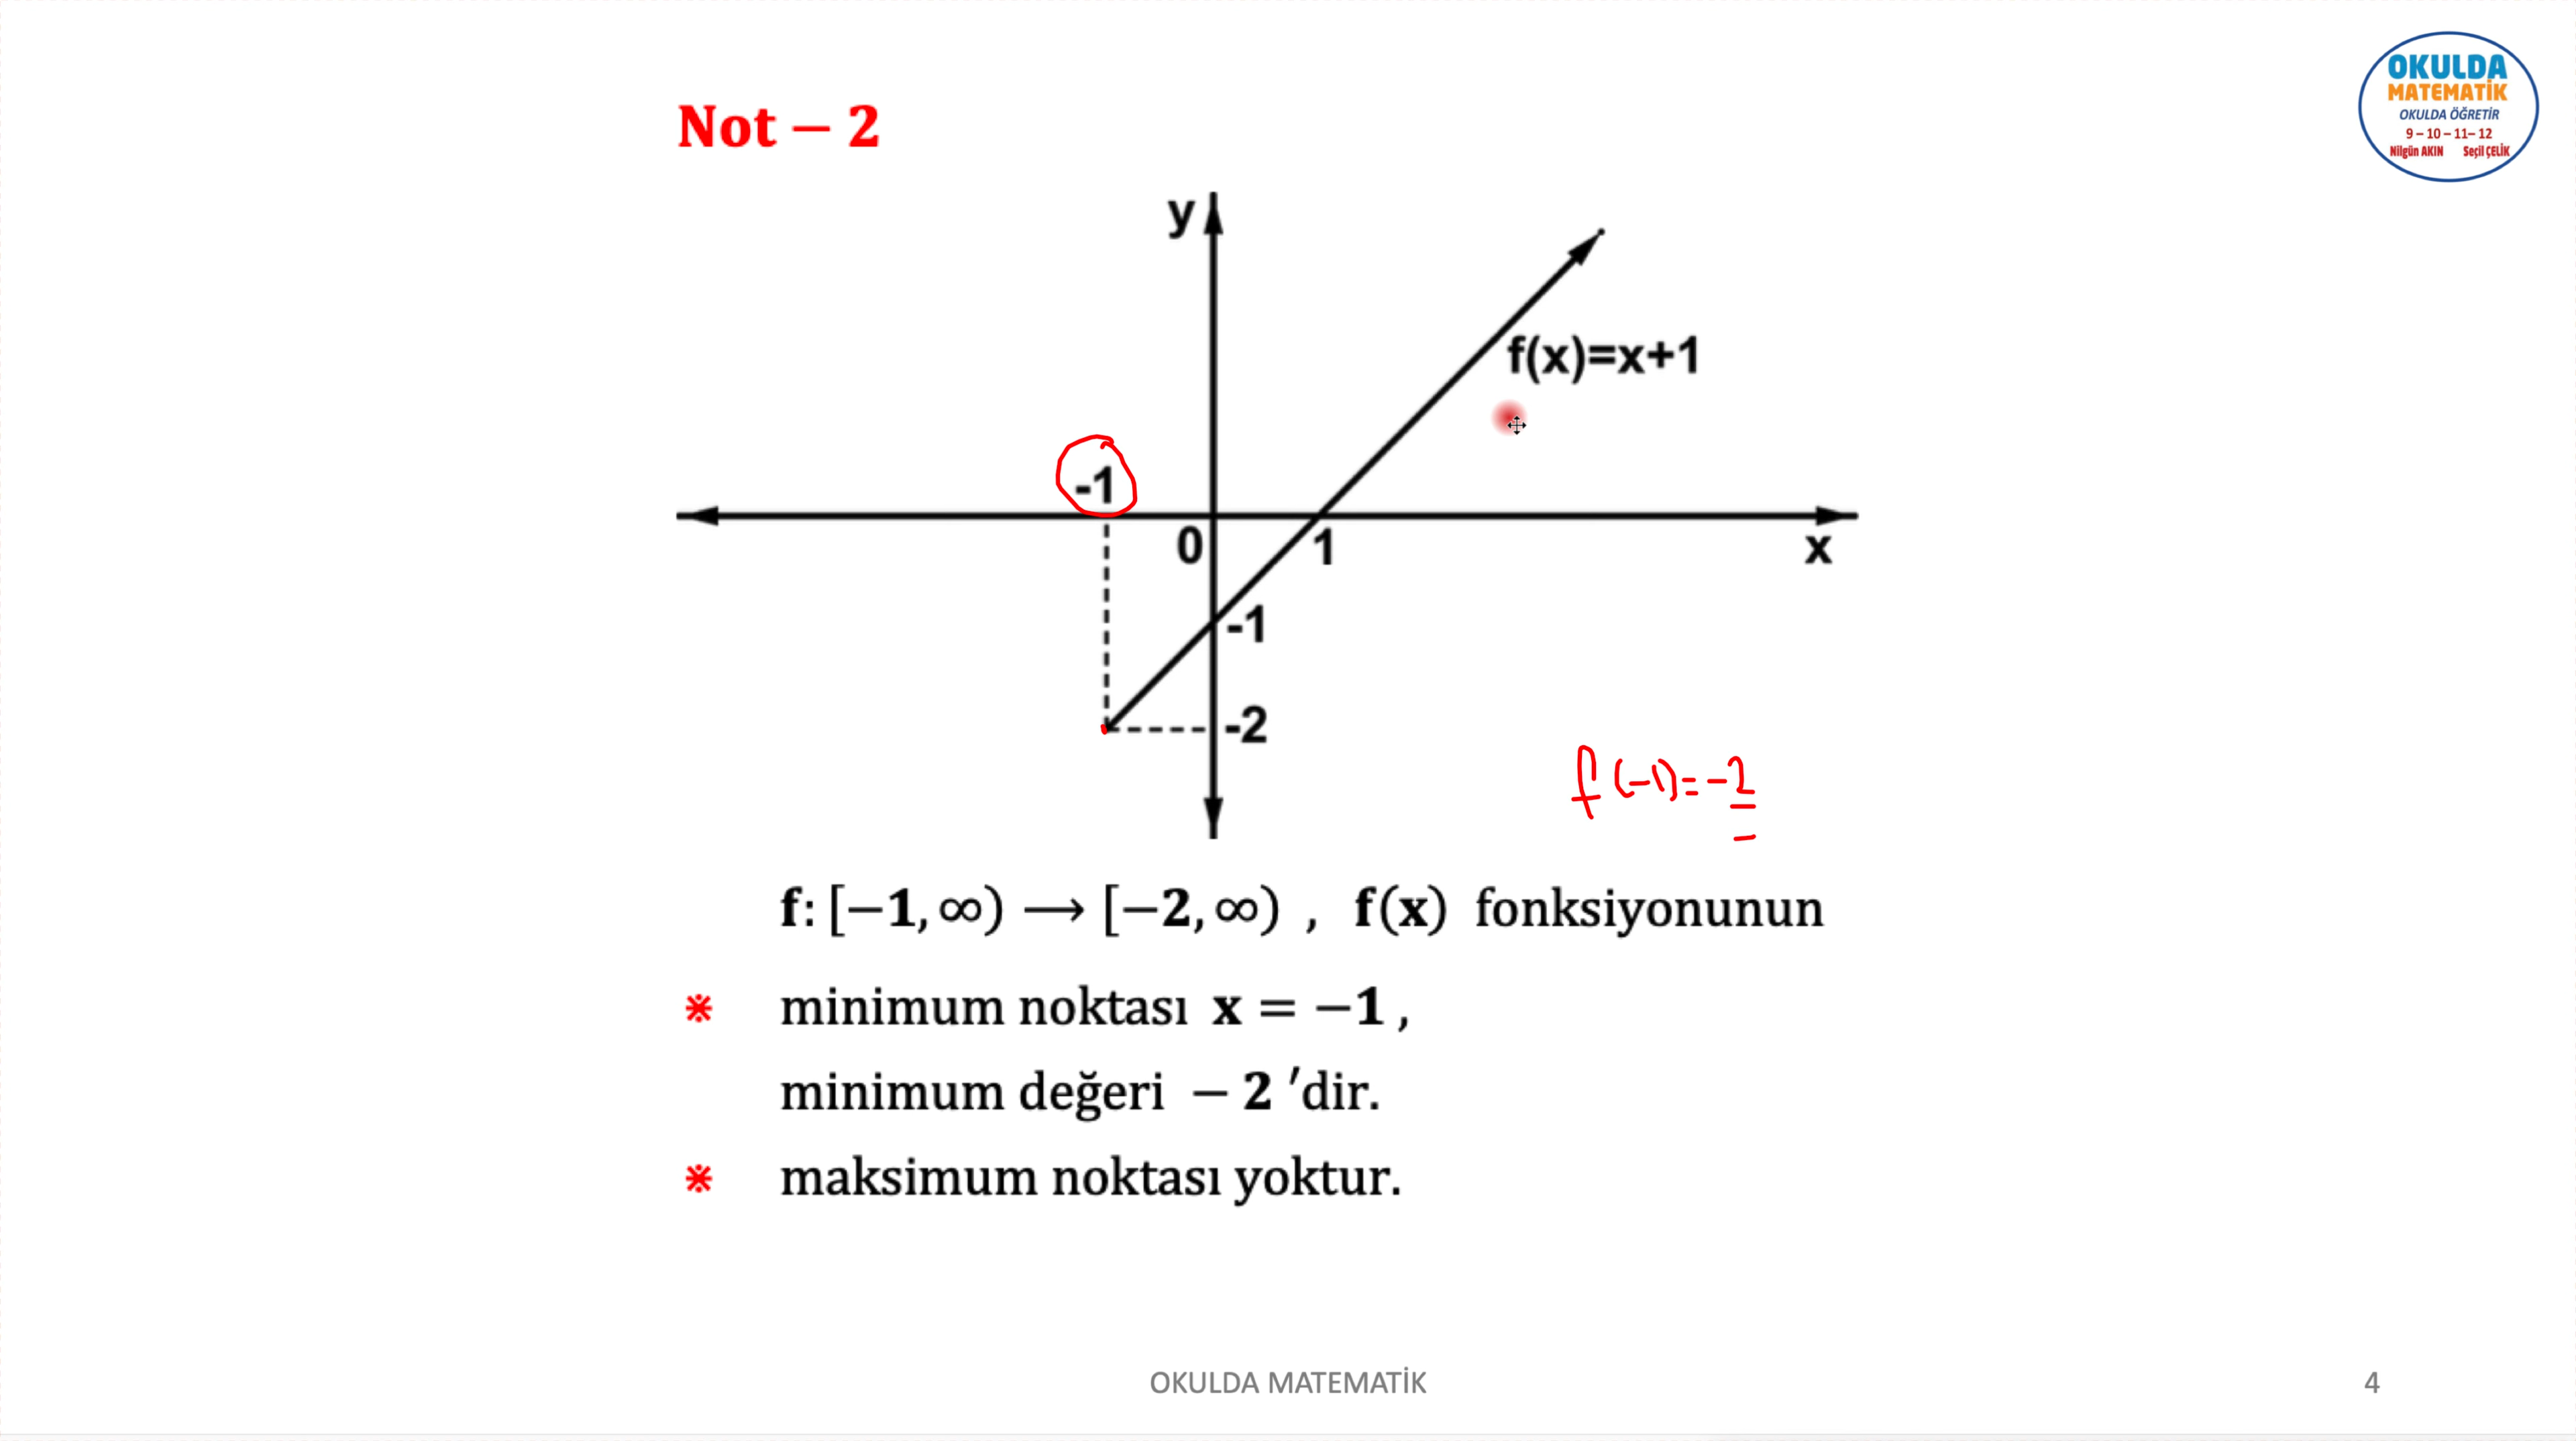 OKULDA
MATEMATİK
OKULDA ÖĞRETİR
9 – 10 – 11– 12
Nilgün AKIN Seçil ÇELİK
Not – 2
y
f(x)=x+1
-1
0
1
x
-1
-2
f(-1)=-2
f: [−1, ∞) ⟶ [−2, ∞) , f(x) fonksiyonunun
※ minimum noktası x = −1 ,
minimum değeri − 2 ′dir.
※ maksimum noktası yoktur.
OKULDA MATEMATİK
4